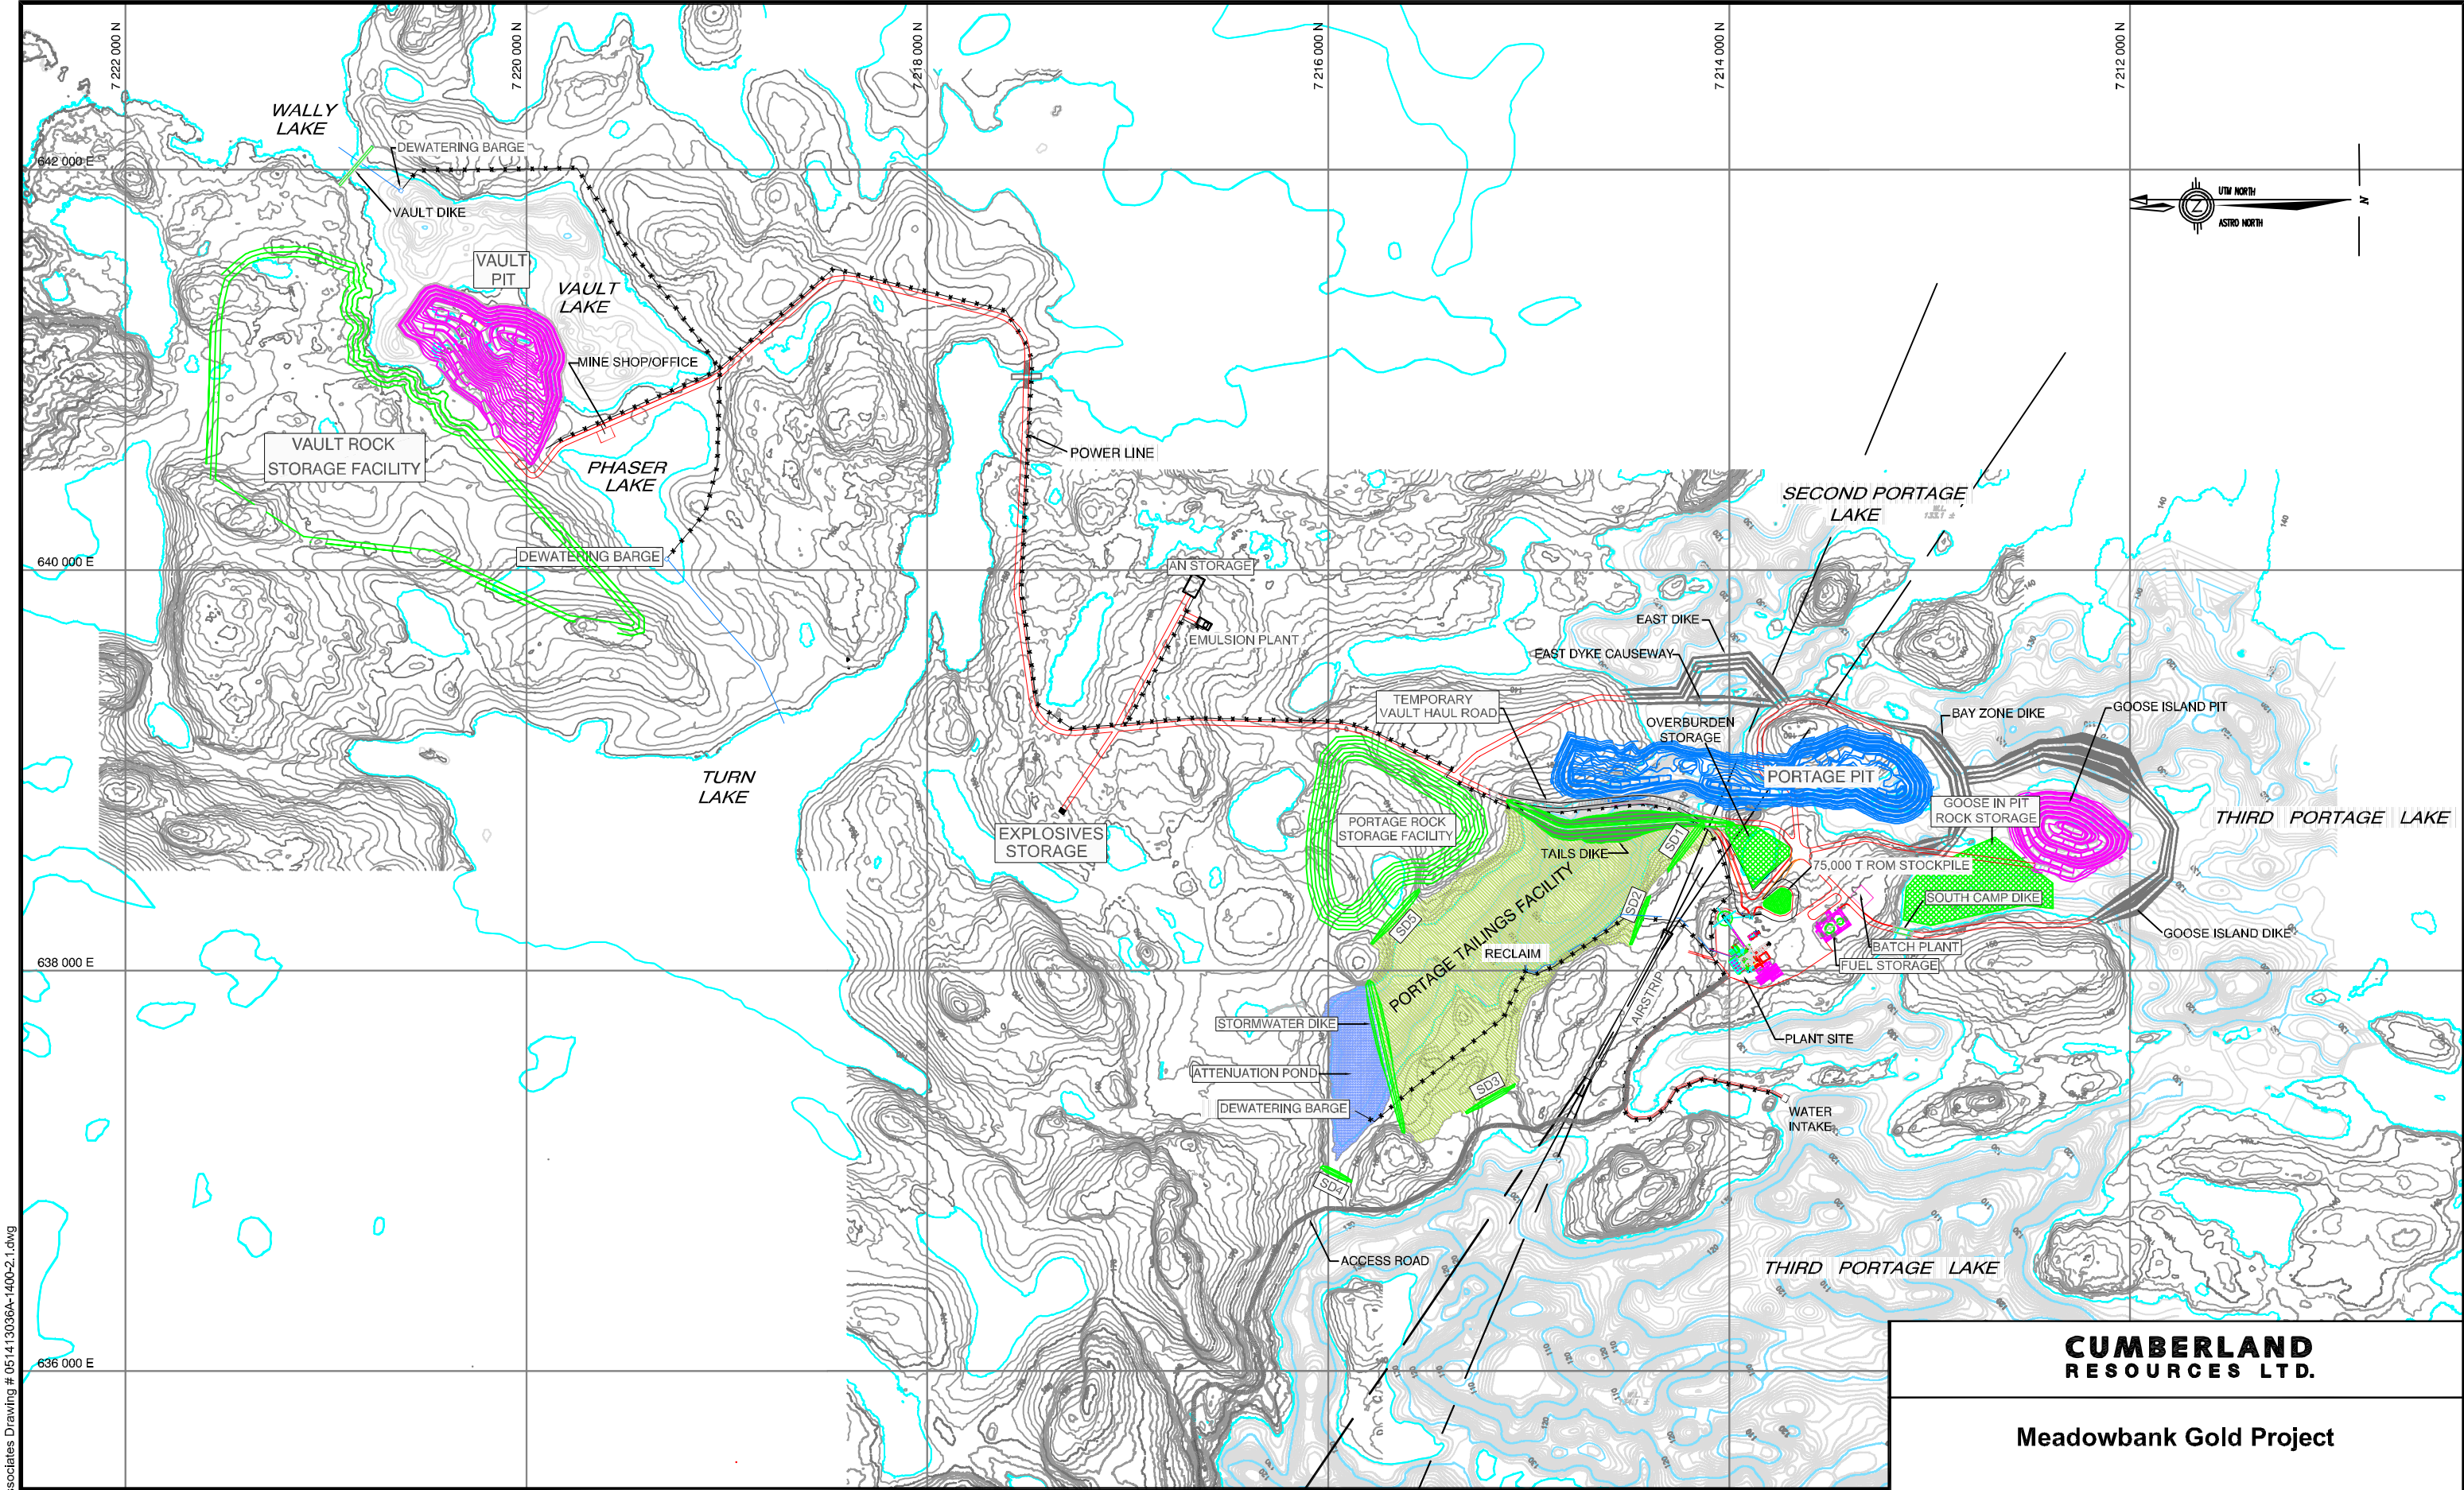 7 222 000 N
7 220 000 N
7 218 000 N
7 216 000 N
7 214 000 N
7 212 000 N
642 000 E
640 000 E
638 000 E
636 000 E
WALLY
LAKE
DEWATERING BARGE
VAULT DIKE
VAULT
PIT
VAULT
LAKE
MINE SHOP/OFFICE
VAULT ROCK
STORAGE FACILITY
PHASER
LAKE
DEWATERING BARGE
TURN
LAKE
POWER LINE
UTM NORTH
ASTRO NORTH
N
Z
SECOND PORTAGE
LAKE
AN STORAGE
EMULSION PLANT
EXPLOSIVES
STORAGE
EAST DIKE
EAST DYKE CAUSEWAY
TEMPORARY
VAULT HAUL ROAD
OVERBURDEN
STORAGE
BAY ZONE DIKE
GOOSE ISLAND PIT
PORTAGE PIT
GOOSE IN PIT
ROCK STORAGE
THIRD PORTAGE LAKE
PORTAGE ROCK
STORAGE FACILITY
TAILS DIKE
SD1
75,000 T ROM STOCKPILE
SOUTH CAMP DIKE
SD2
SD5
PORTAGE TAILINGS FACILITY
RECLAIM
GOOSE ISLAND DIKE
BATCH PLANT
FUEL STORAGE
AIRSTRIP
STORMWATER DIKE
PLANT SITE
ATTENUATION POND
SD3
DEWATERING BARGE
WATER
INTAKE
SD4
ACCESS ROAD
THIRD PORTAGE LAKE
CUMBERLAND
RESOURCES LTD.
Meadowbank Gold Project
ssociates Drawing # 051413036A-1400-2.1.dwg